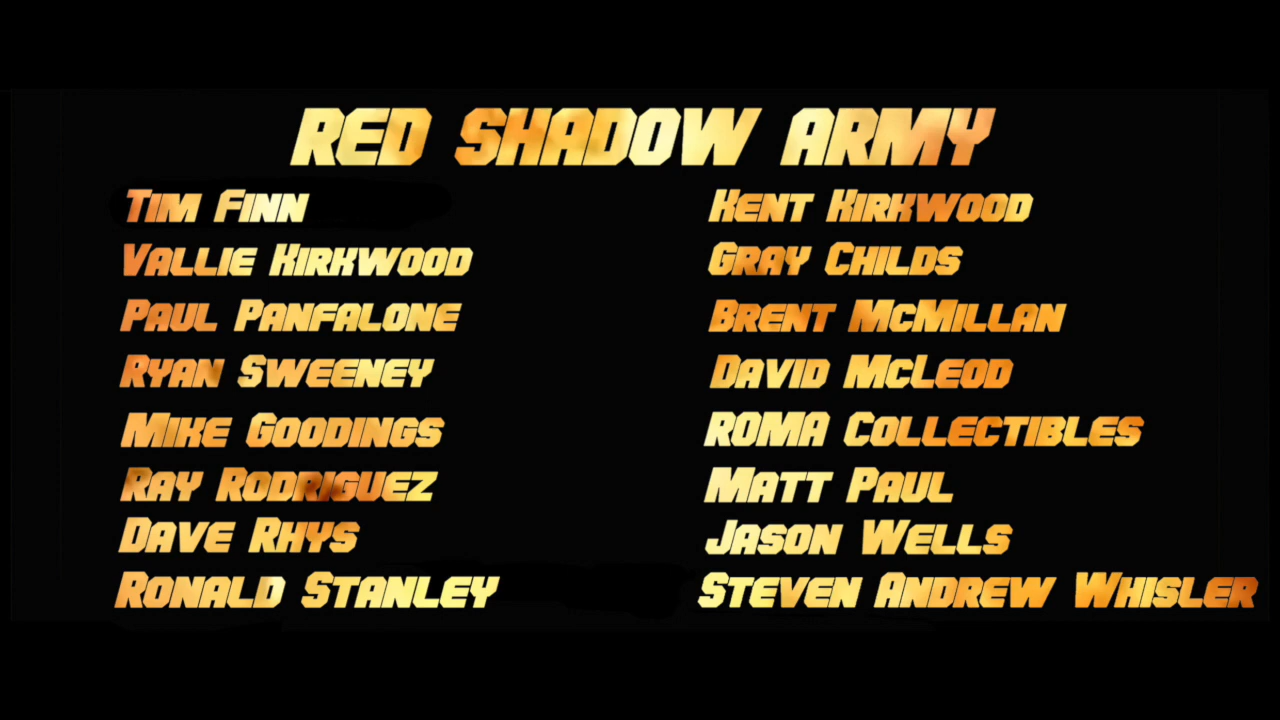 RED SHADOW ARMY
Tim Finn
Vallie Kirkwood
Paul Panfalone
Ryan Sweeney
Mike Goodings
Ray Rodriguez
Dave Rhys
Ronald Stanley
Kent Kirkwood
Gray Childs
Brent McMillan
David McLeod
ROMA Collectibles
Matt Paul
Jason Wells
Steven Andrew Whisler